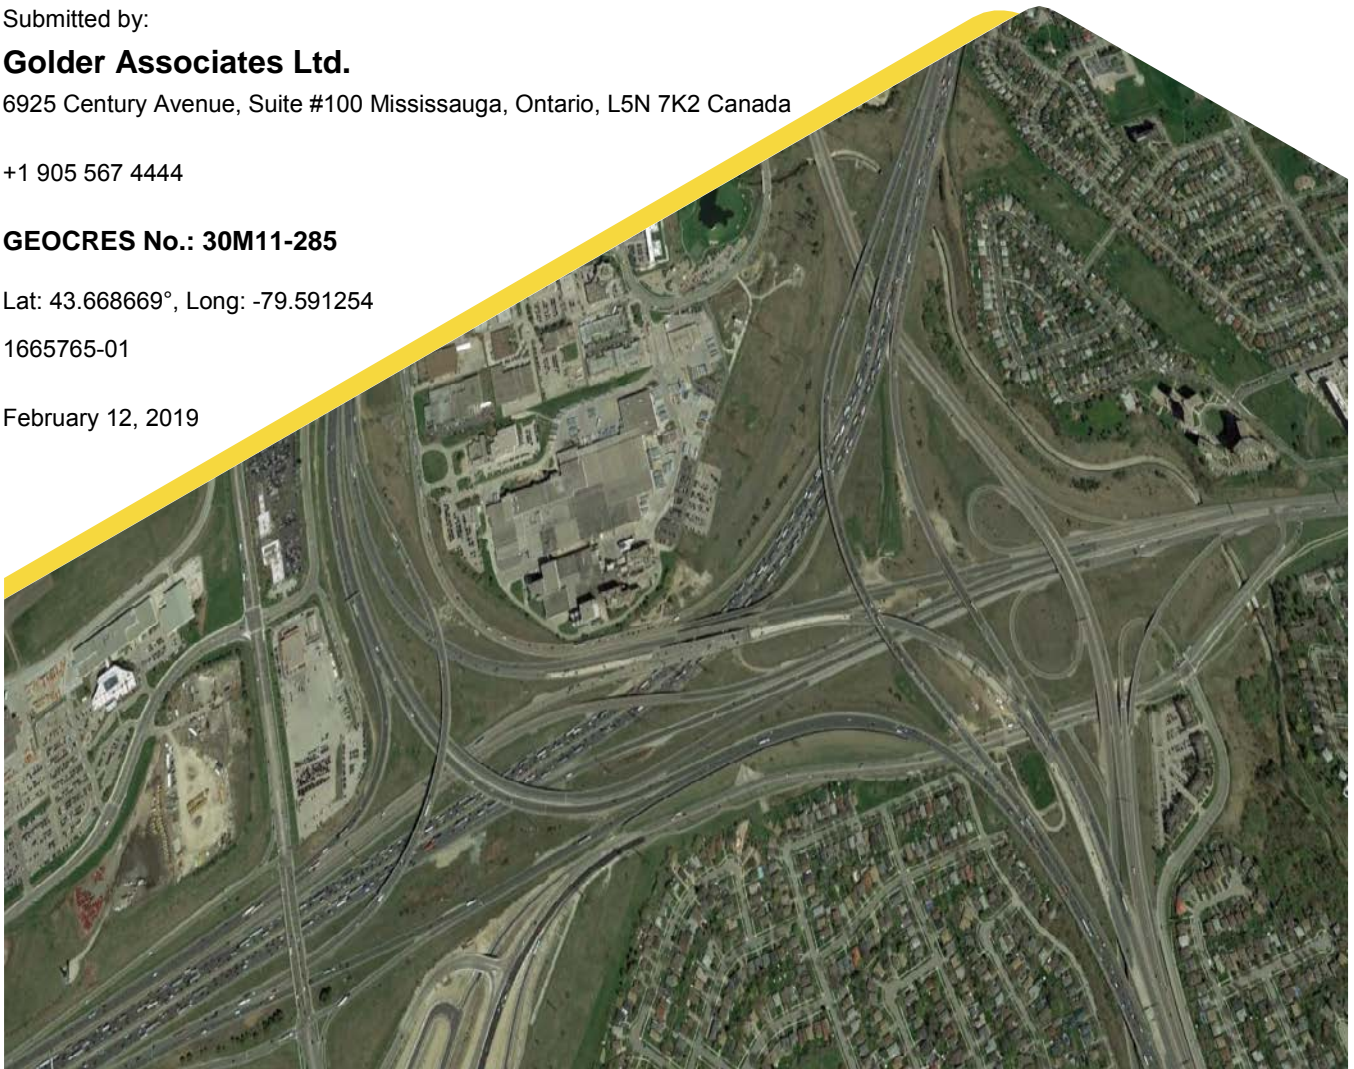 Submitted by:
Golder Associates Ltd.
6925 Century Avenue, Suite #100 Mississauga, Ontario, L5N 7K2 Canada
+1 905 567 4444
GEOCRES No.: 30M11-285
Lat: 43.668669°, Long: -79.591254
1665765-01
February 12, 2019